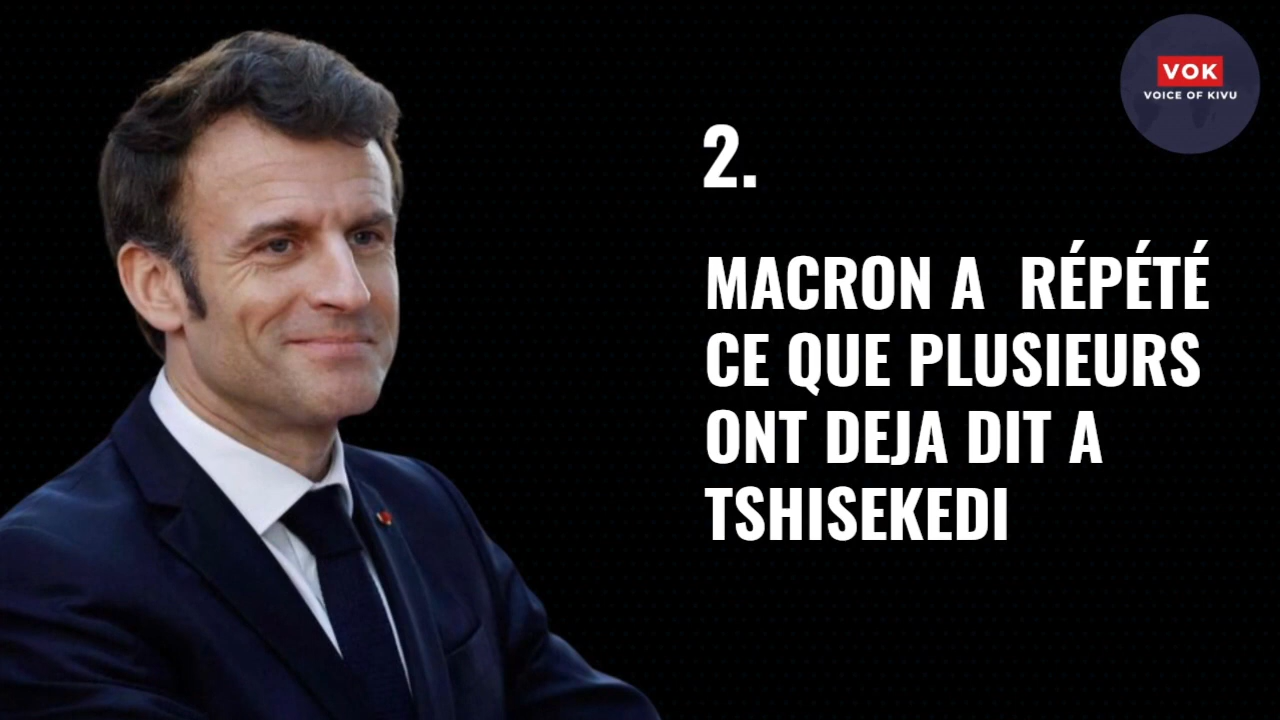 VOK
VOICE OF KIVU
2.
MACRON A RÉPÉTÉ
CE QUE PLUSIEURS
ONT DEJA DIT A
TSHISEKEDI